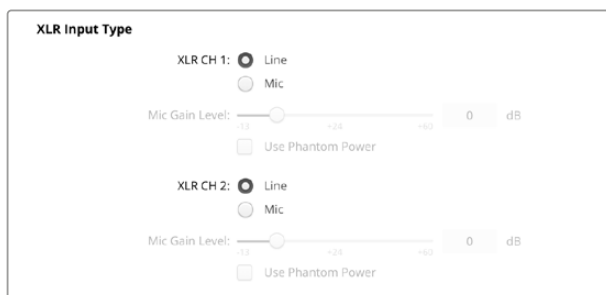 XLR Input Type
XLR CH 1: Line
Mic
Mic Gain Level: 0 dB
-13 +24 +60
Use Phantom Power
XLR CH 2: Line
Mic
Mic Gain Level: 0 dB
-13 +24 +60
Use Phantom Power